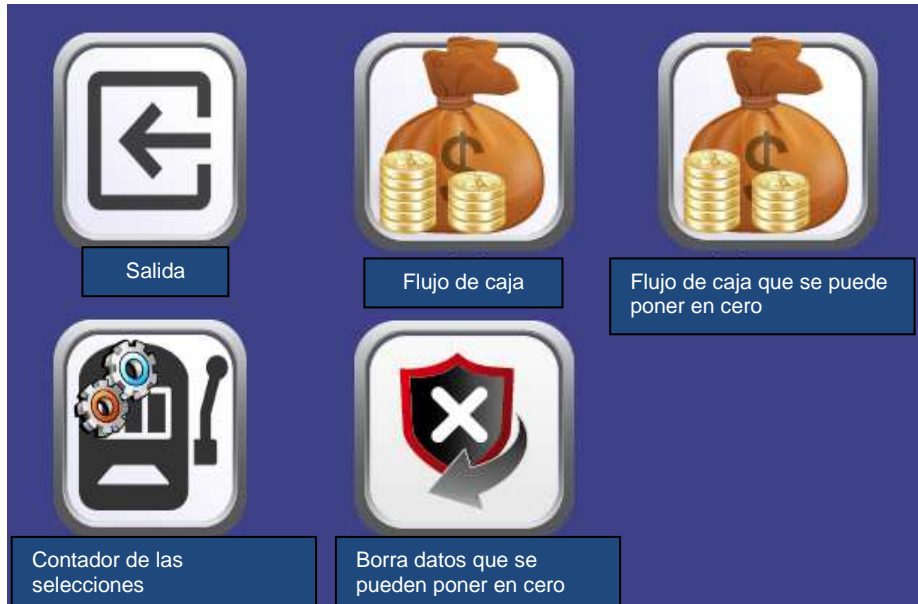 Salida
Flujo de caja
Flujo de caja que se puede
poner en cero
Contador de las
selecciones
Borra datos que se
pueden poner en cero